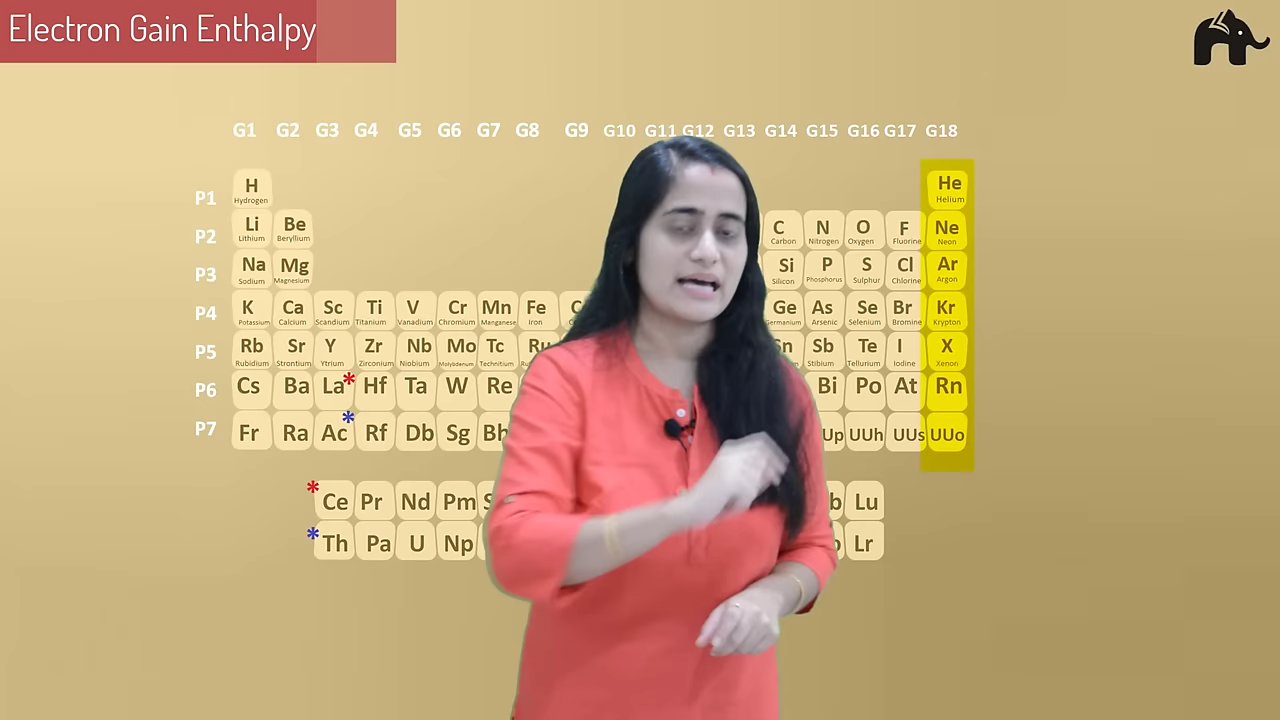 Electron Gain Enthalpy
G1 G2 G3 G4 G5 G6 G7 G8 G9 G10 G11 G12 G13 G14 G15 G16 G17 G18
P1 H He
Hydrogen Helium
P2 Li Be C N O F Ne
Lithium Beryllium Carbon Nitrogen Oxygen Fluorine Neon
P3 Na Mg Si P S Cl Ar
Sodium Magnesium Silicon Phosphorus Sulphur Chlorine Argon
P4 K Ca Sc Ti V Cr Mn Fe Ge As Se Br Kr
Potassium Calcium Scandium Titanium Vanadium Chromium Manganese Iron Arsenic Selenium Bromine Krypton
P5 Rb Sr Y Zr Nb Mo Tc Sb Te I X
Rubidium Strontium Ytrium Zirconium Niobium Molybdenum Technitium Stibium Tellurium Iodine Xenon
P6 Cs Ba La* Hf Ta W Re Bi Po At Rn
P7 Fr Ra Ac* Rf Db Sg Bh UUh UUs UUo
* Ce Pr Nd Pm Lu
* Th Pa U Np Lr